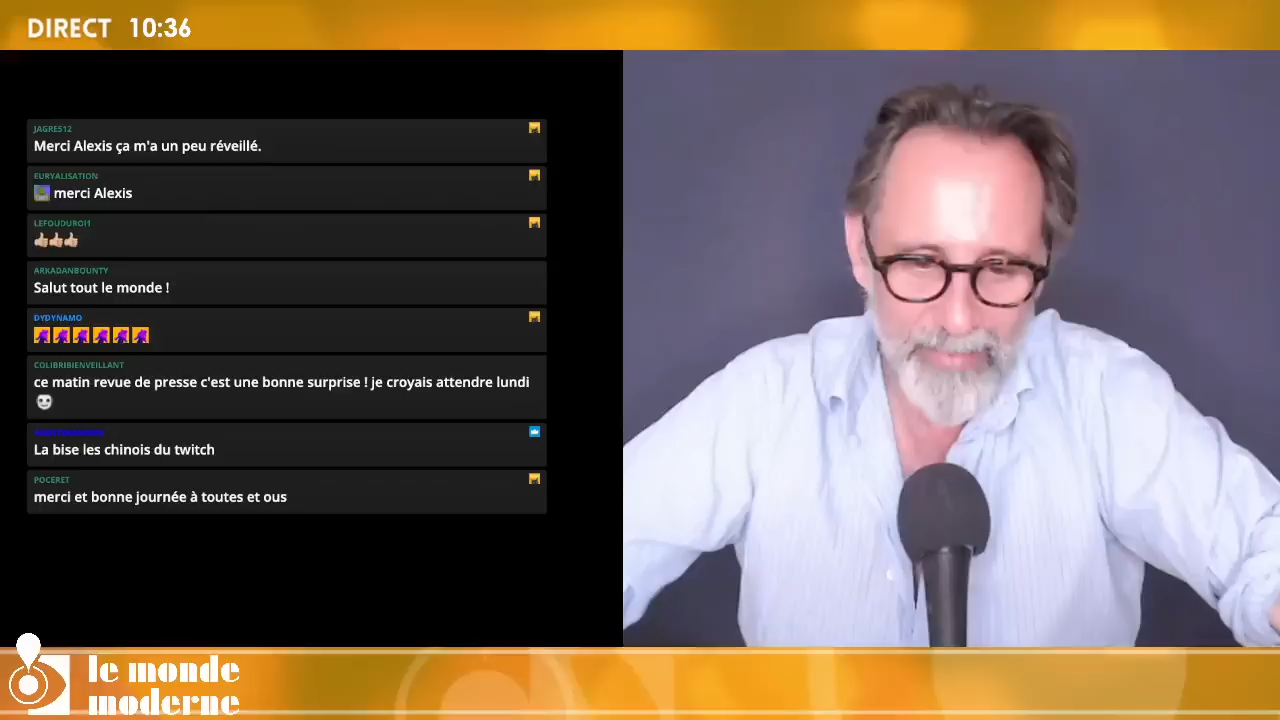 DIRECT 10:36
JAGRE512
Merci Alexis ça m'a un peu réveillé.
EURYALISATION
merci Alexis
LEFOUDUROI1
ARKADANBOUNTY
Salut tout le monde !
DYDYNAMO
COLIBRIBIENVEILLANT
ce matin revue de presse c'est une bonne surprise ! je croyais attendre lundi
La bise les chinois du twitch
POCERET
merci et bonne journée à toutes et ous
le monde
moderne